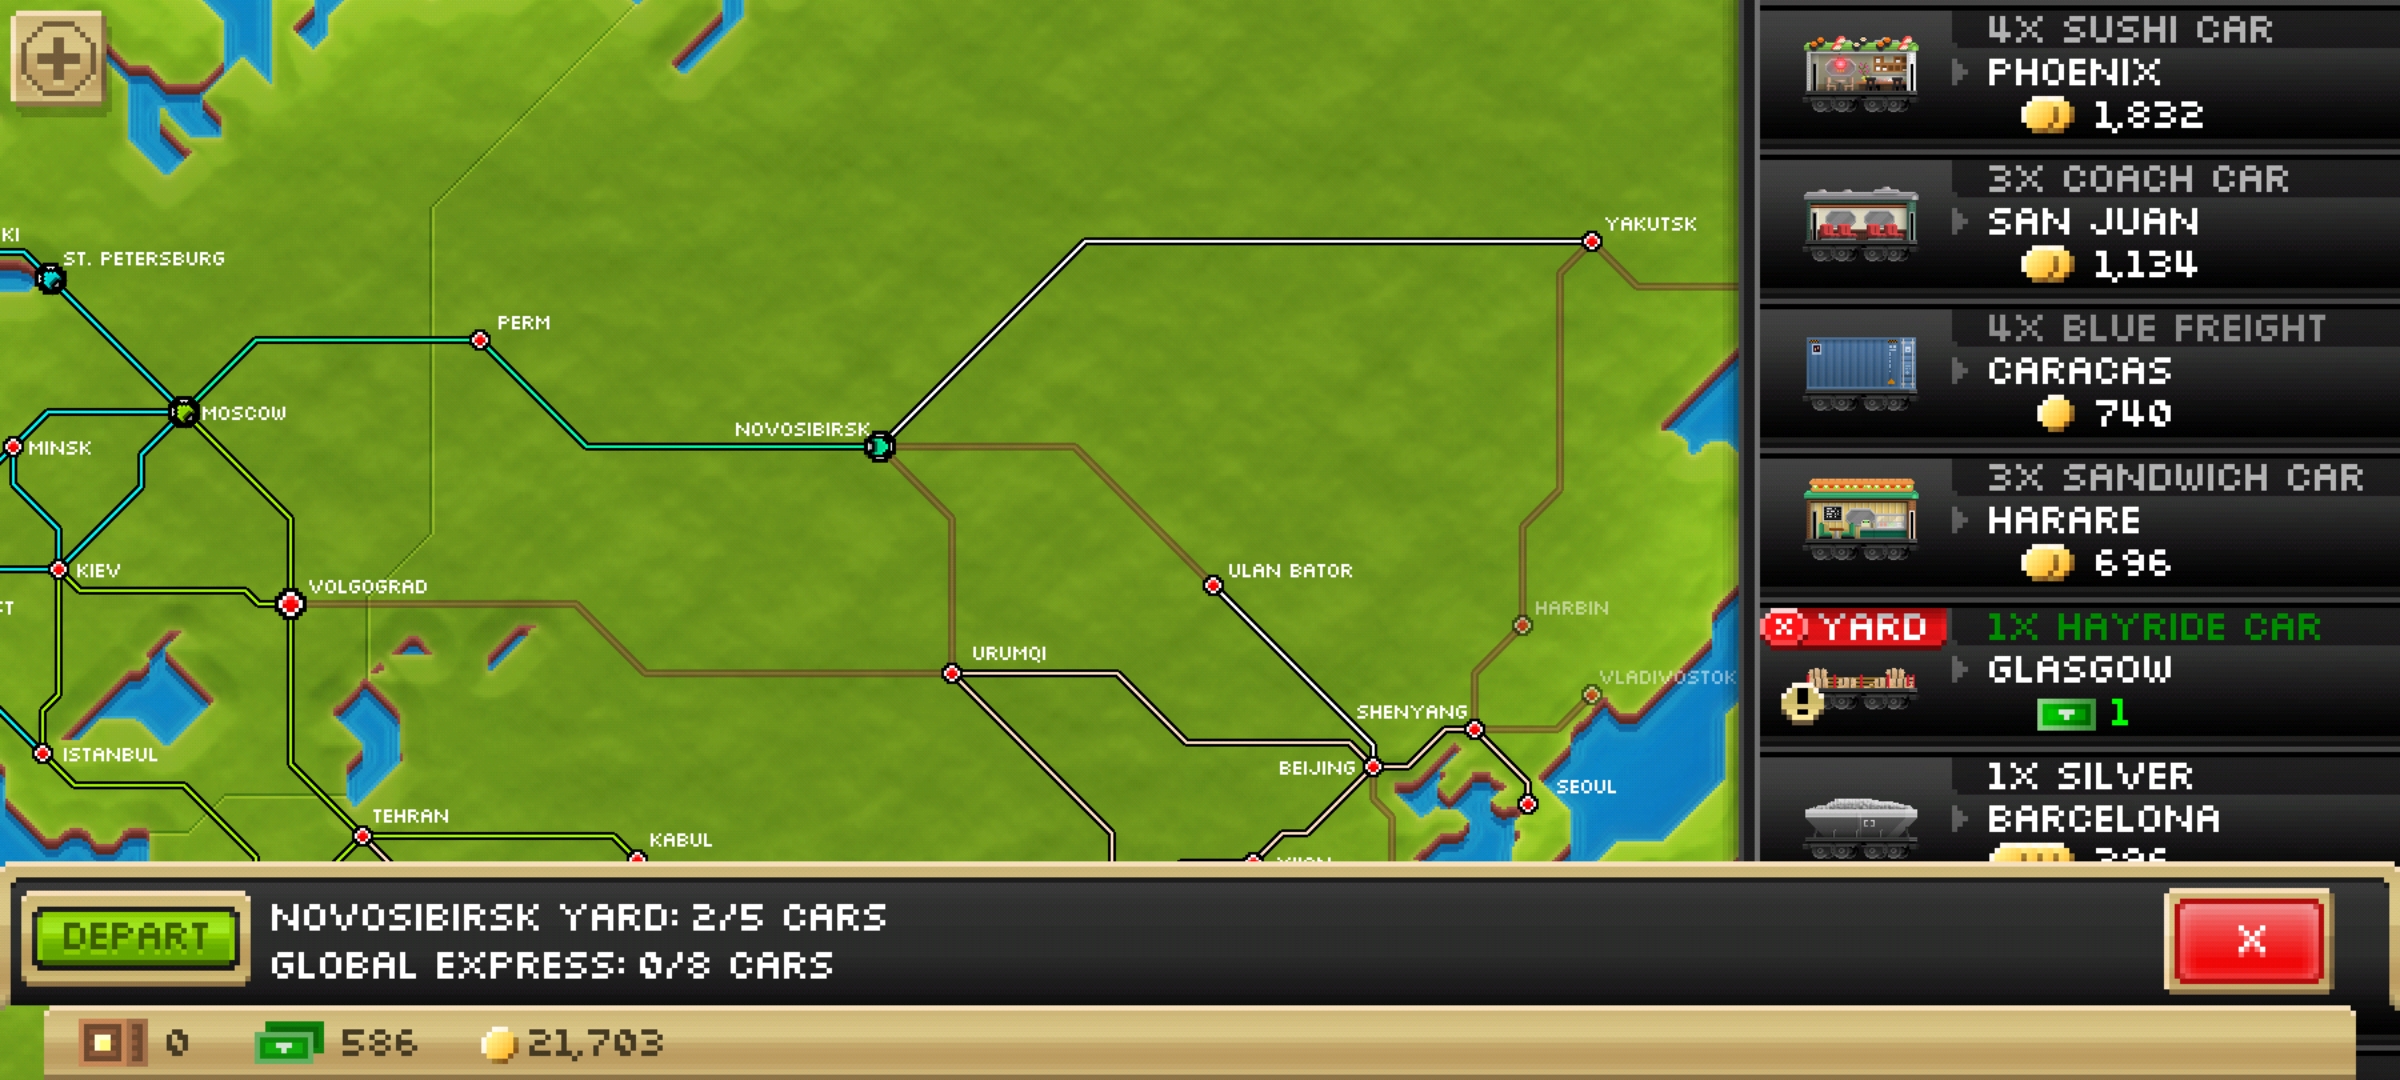 KI
ST. PETERSBURG
PERM
YAKUTSK
MOSCOW
NOVOSIBIRSK
MINSK
KIEV
VOLGOGRAD
ULAN BATOR
HARBIN
URUMQI
VLADIVOSTOK
SHENYANG
ISTANBUL
BEIJING
SEOUL
TEHRAN
KABUL
4X SUSHI CAR
PHOENIX
1,832
3X COACH CAR
SAN JUAN
1,134
4X BLUE FREIGHT
CARACAS
740
3X SANDWICH CAR
HARARE
696
YARD
1X HAYRIDE CAR
GLASGOW
1
1X SILVER
BARCELONA
DEPART
NOVOSIBIRSK YARD: 2/5 CARS
GLOBAL EXPRESS: 0/8 CARS
X
0
586
21,703